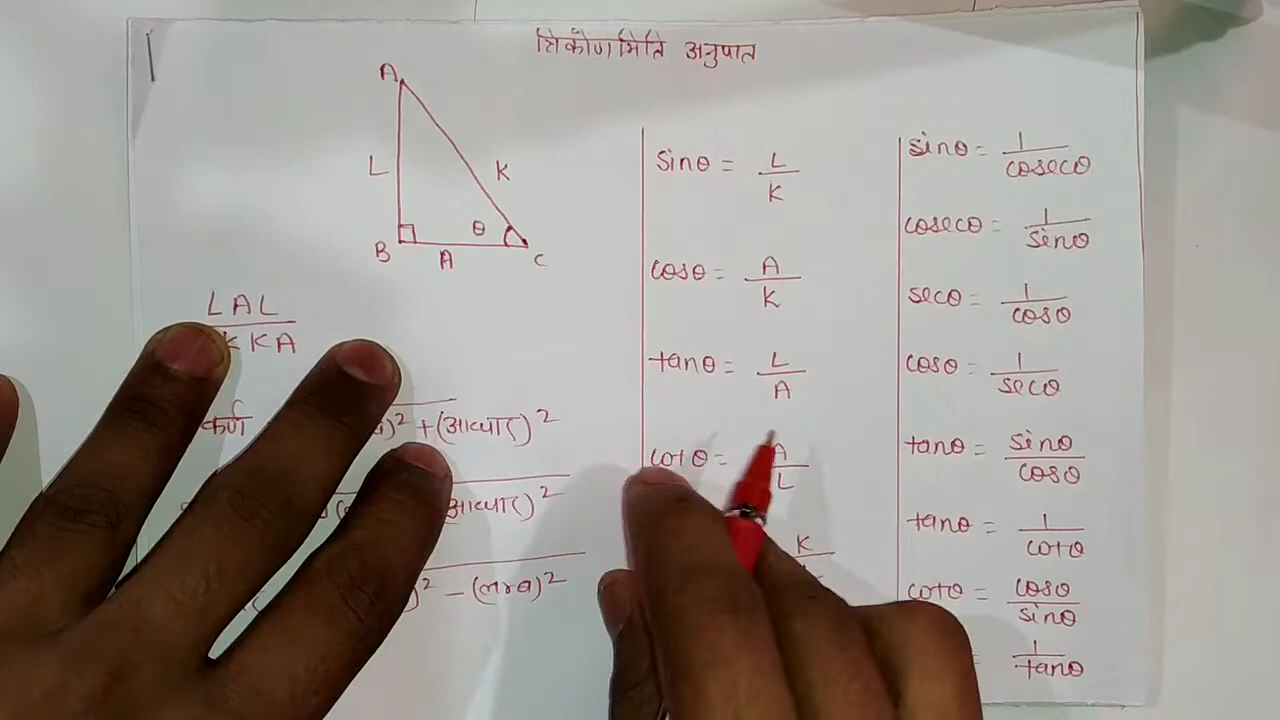 त्रिकोणमिति अनुपात
A
L
K
θ
B
A
C
LAL
KKA
कर्ण
)² + (आधार)²
(आधार)²
)² - (लम्ब)²
sinθ = L/K
cosθ = A/K
tanθ = L/A
cotθ = A/L
K
sinθ = 1/cosecθ
cosecθ = 1/sinθ
secθ = 1/cosθ
cosθ = 1/secθ
tanθ = sinθ/cosθ
tanθ = 1/cotθ
cotθ = cosθ/sinθ
= 1/tanθ